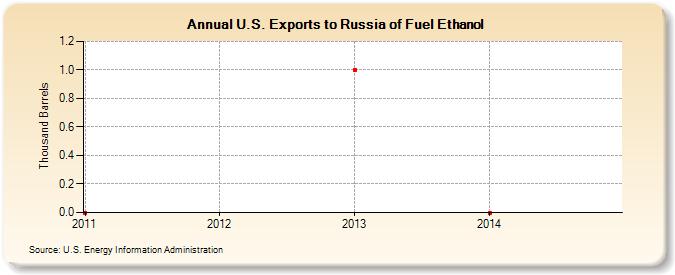 Annual U.S. Exports to Russia of Fuel Ethanol
Thousand Barrels
1.2
1.0
0.8
0.6
0.4
0.2
0.0
2011 2012 2013 2014
Source: U.S. Energy Information Administration